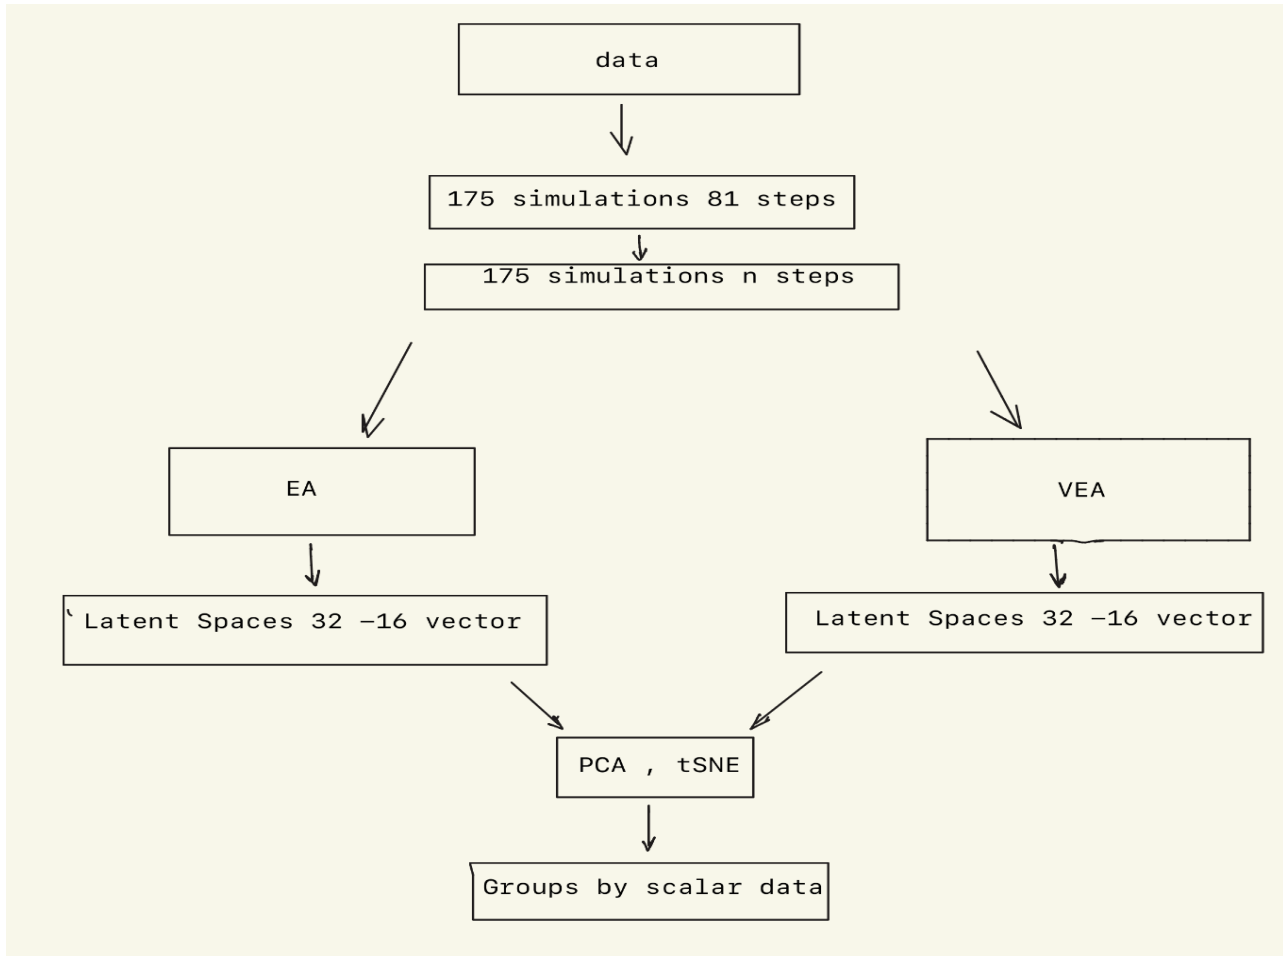 data
175 simulations 81 steps
175 simulations n steps
EA
VEA
Latent Spaces 32 –16 vector
Latent Spaces 32 –16 vector
PCA , tSNE
Groups by scalar data